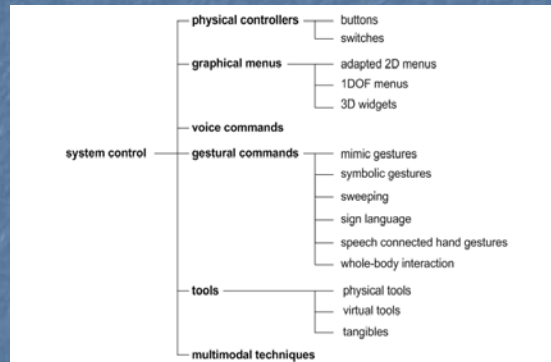 physical controllers
buttons
switches
graphical menus
adapted 2D menus
1DOF menus
3D widgets
voice commands
system control
gestural commands
mimic gestures
symbolic gestures
sweeping
sign language
speech connected hand gestures
whole-body interaction
tools
physical tools
virtual tools
tangibles
multimodal techniques